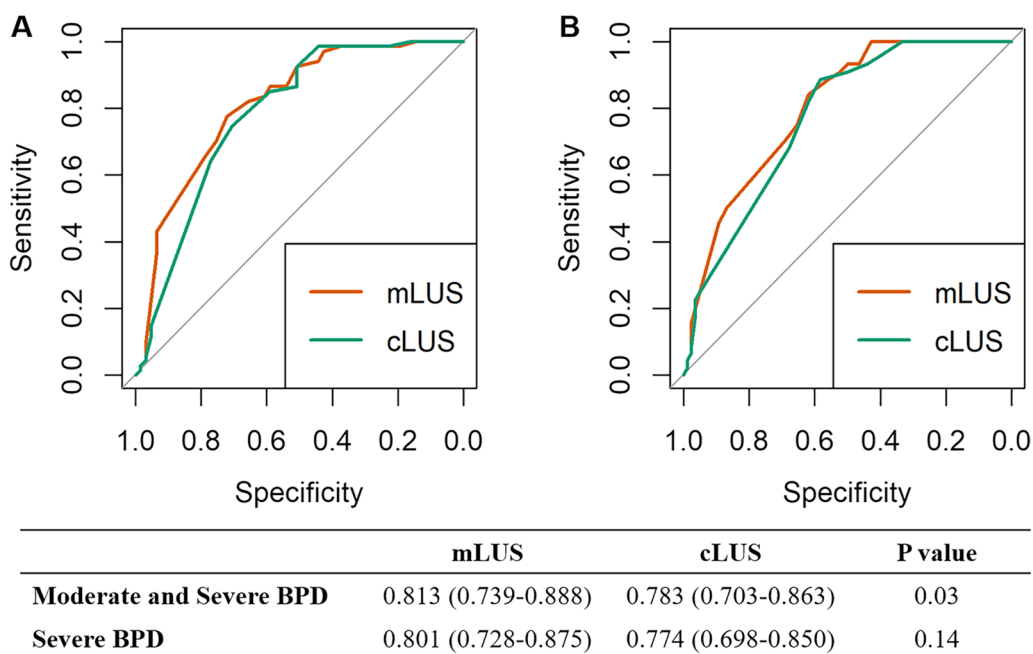 A
B
Sensitivity
0.0 0.2 0.4 0.6 0.8 1.0
mLUS
cLUS
1.0 0.8 0.6 0.4 0.2 0.0
Specificity
Sensitivity
0.0 0.2 0.4 0.6 0.8 1.0
mLUS
cLUS
1.0 0.8 0.6 0.4 0.2 0.0
Specificity
mLUS cLUS P value
Moderate and Severe BPD 0.813 (0.739-0.888) 0.783 (0.703-0.863) 0.03
Severe BPD 0.801 (0.728-0.875) 0.774 (0.698-0.850) 0.14